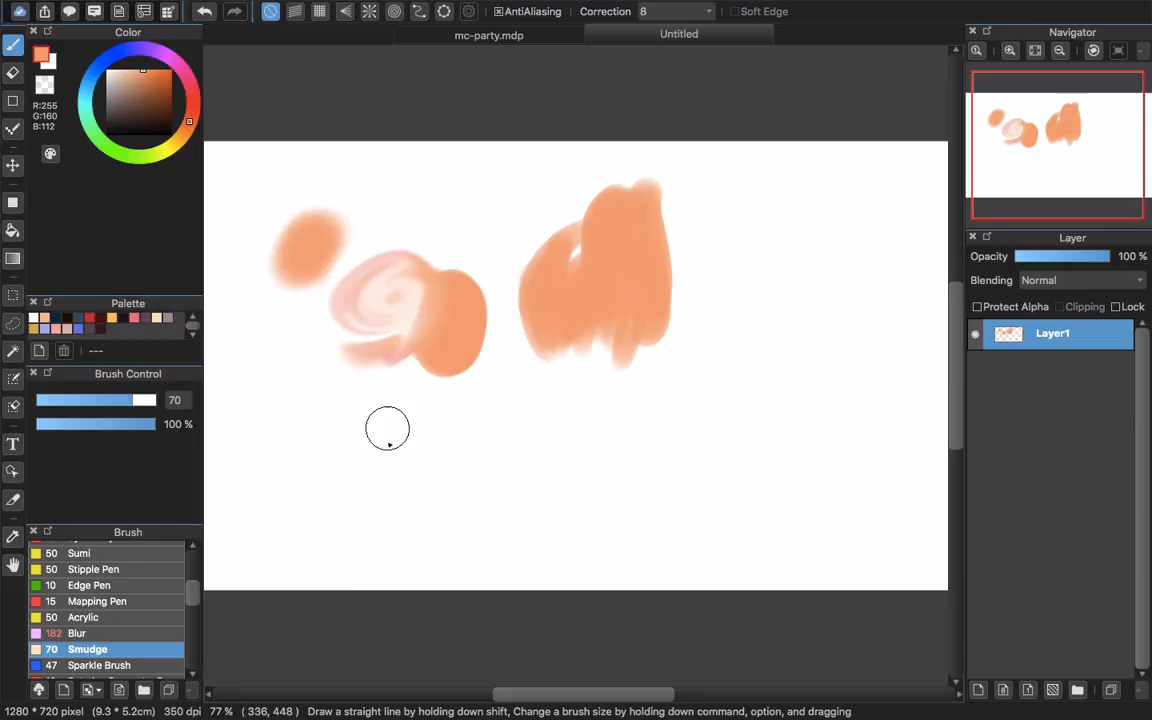 AntiAliasing Correction 8 Soft Edge
mc-party.mdp Untitled
Color
R:255
G:160
B:112
Palette
---
Brush Control
70
100 %
Brush
50 Sumi
50 Stipple Pen
10 Edge Pen
15 Mapping Pen
50 Acrylic
182 Blur
70 Smudge
47 Sparkle Brush
Navigator
Layer
Opacity 100 %
Blending Normal
Protect Alpha Clipping Lock
Layer1
1280 * 720 pixel (9.3 * 5.2cm) 350 dpi 77 % ( 336, 448 ) Draw a straight line by holding down shift, Change a brush size by holding down command, option, and dragging